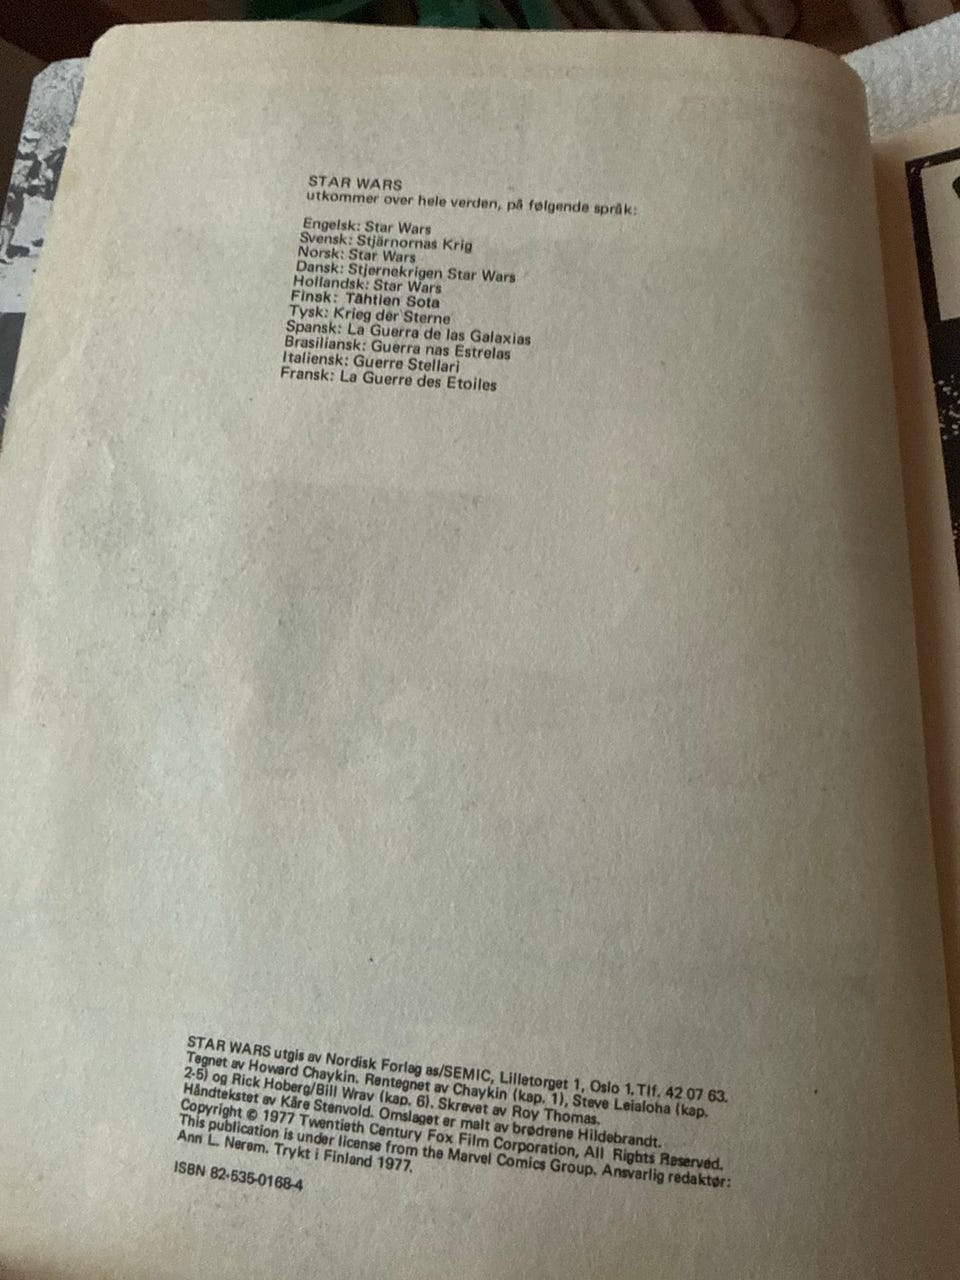 STAR WARS
utkommer over hele verden, på følgende språk:
Engelsk: Star Wars
Svensk: Stjärnornas Krig
Norsk: Star Wars
Dansk: Stjernekrigen Star Wars
Hollandsk: Star Wars
Finsk: Tähtien Sota
Tysk: Krieg der Sterne
Spansk: La Guerra de las Galaxias
Brasiliansk: Guerra nas Estrelas
Italiensk: Guerre Stellari
Fransk: La Guerre des Etoiles
STAR WARS utgis av Nordisk Forlag as/SEMIC, Lilletorget 1, Oslo 1. Tlf. 42 07 63.
Tegnet av Howard Chaykin. Rentegnet av Chaykin (kap. 1), Steve Leialoha (kap.
2-5) og Rick Hoberg/Bill Wrav (kap. 6). Skrevet av Roy Thomas.
Håndtekstet av Kåre Stenvold. Omslaget er malt av brødrene Hildebrandt.
Copyright © 1977 Twentieth Century Fox Film Corporation, All Rights Reserved.
This publication is under license from the Marvel Comics Group. Ansvarlig redaktør:
Ann L. Nerem. Trykt i Finland 1977.
ISBN 82-535-0168-4